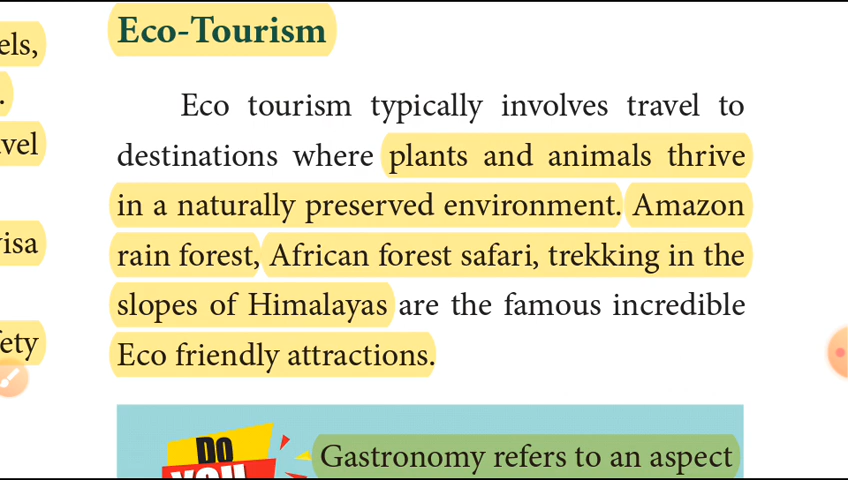 els,
.
vel
visa
fety
Eco-Tourism
Eco tourism typically involves travel to
destinations where plants and animals thrive
in a naturally preserved environment. Amazon
rain forest, African forest safari, trekking in the
slopes of Himalayas are the famous incredible
Eco friendly attractions.
DO
YOU
Gastronomy refers to an aspect